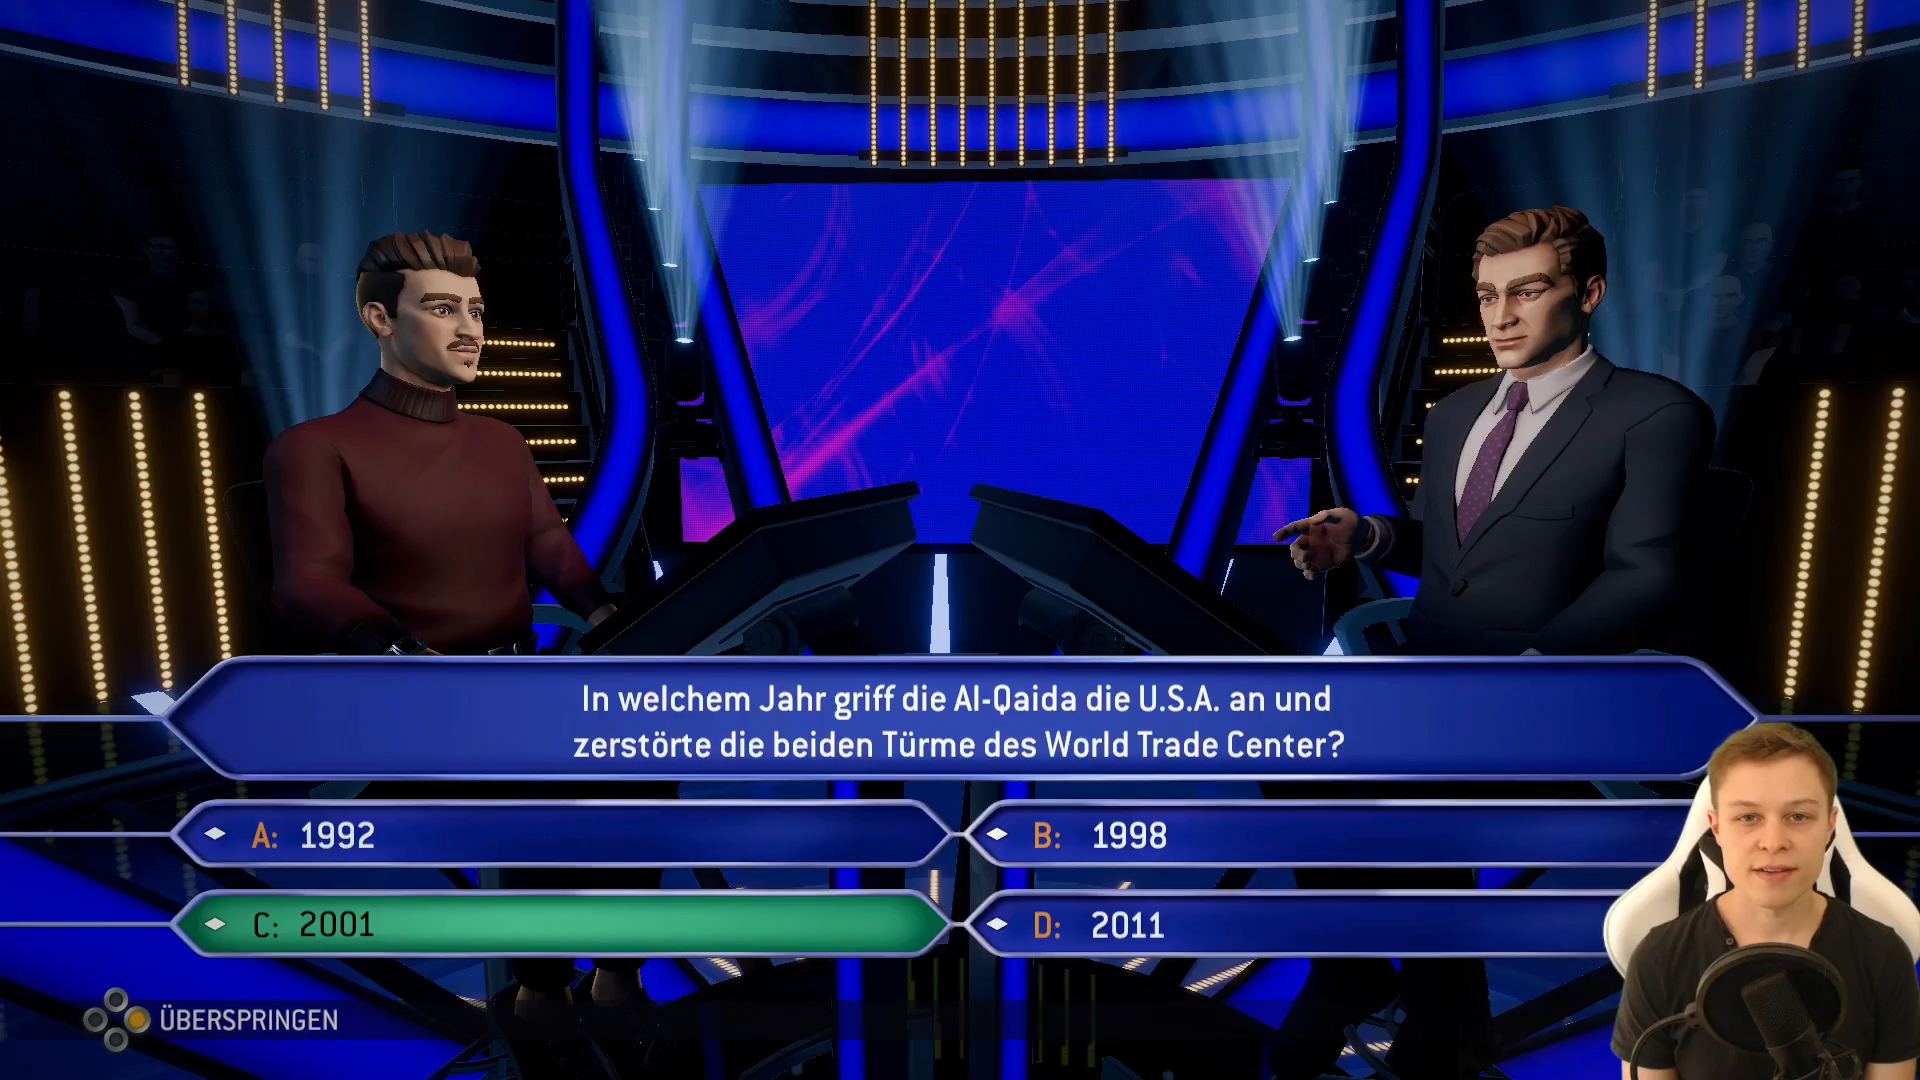 In welchem Jahr griff die Al-Qaida die U.S.A. an und
zerstörte die beiden Türme des World Trade Center?
A: 1992
B: 1998
C: 2001
D: 2011
ÜBERSPRINGEN